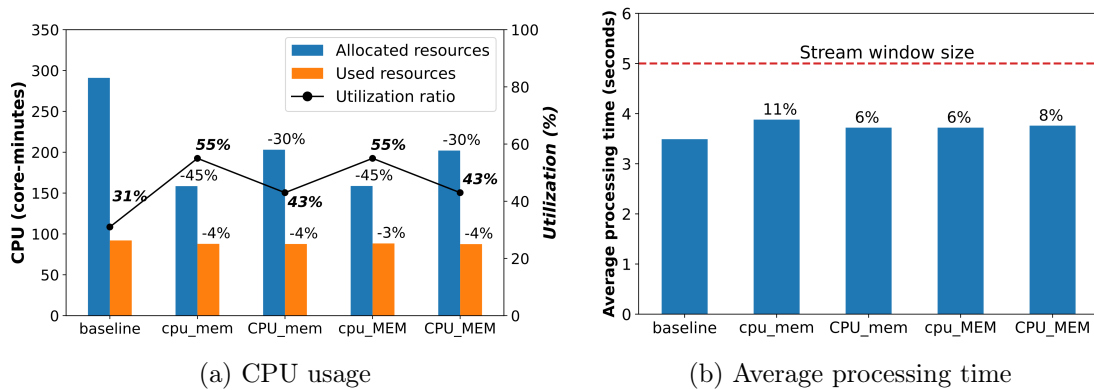 350
300
250
200
150
100
50
0
CPU (core-minutes)
Allocated resources
Used resources
Utilization ratio
31%
55%
-45%
-4%
-30%
43%
-4%
55%
-45%
-3%
-30%
43%
-4%
100
80
60
40
20
0
Utilization (%)
baseline cpu_mem CPU_mem cpu_MEM CPU_MEM
(a) CPU usage
6
5
4
3
2
1
0
Average processing time (seconds)
Stream window size
11% 6% 6% 8%
baseline cpu_mem CPU_mem cpu_MEM CPU_MEM
(b) Average processing time